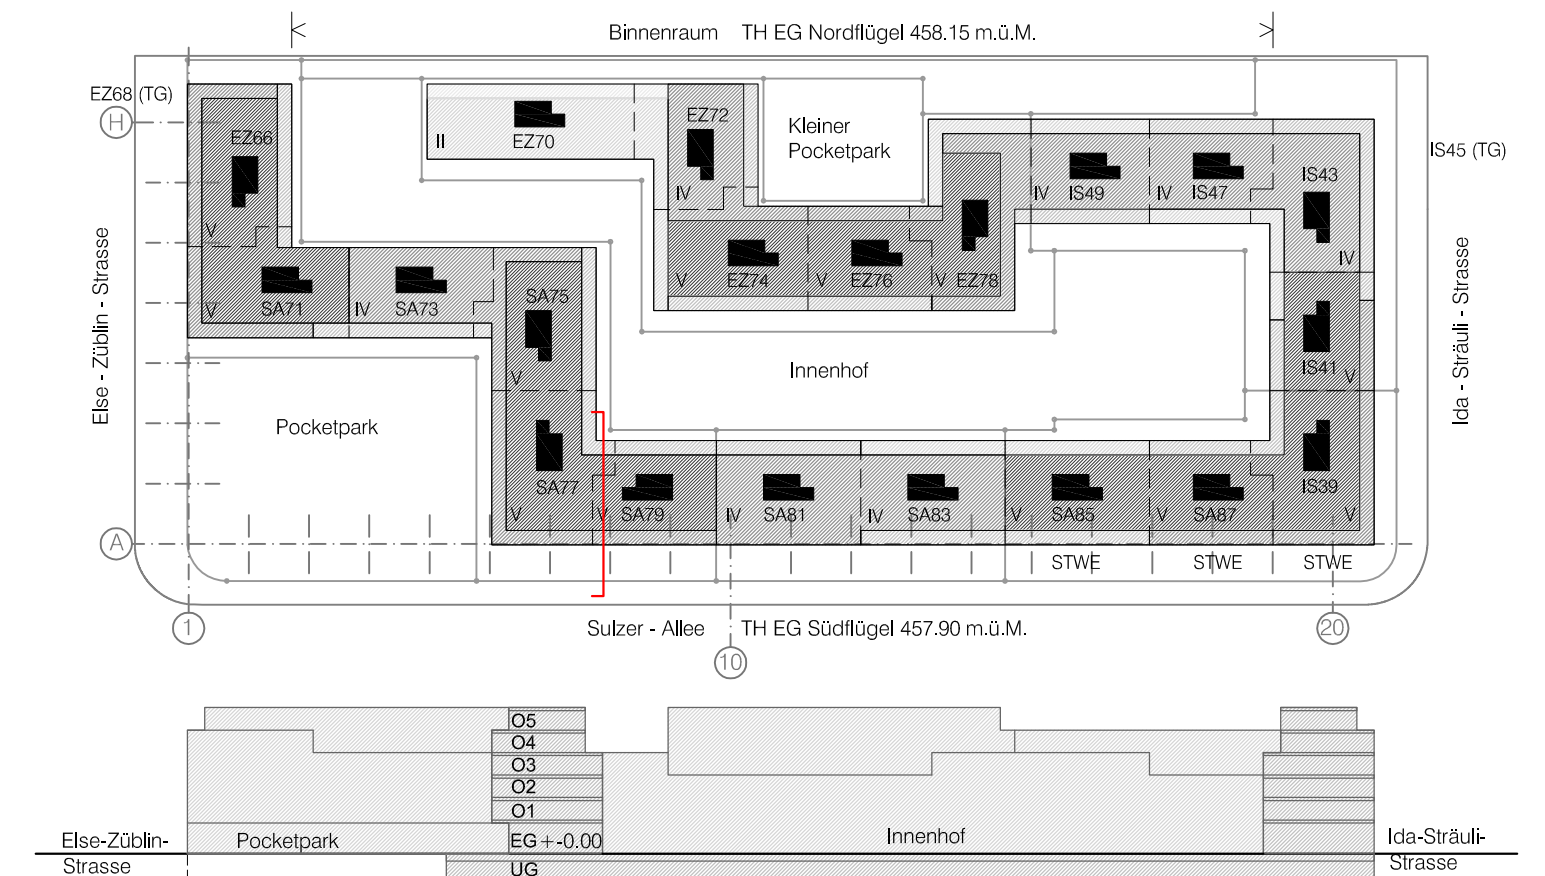 Binnenraum TH EG Nordflügel 458.15 m.ü.M.
EZ68 (TG)
H
EZ66
EZ70
II
EZ72
Kleiner
Pocketpark
IS45 (TG)
IS43
IV
IV
IS49
IV
IS47
V
Else - Züblin - Strasse
Ida - Sträuli - Strasse
IV
V
SA71
IV
SA73
SA75
V
EZ74
V
EZ76
V
EZ78
V
Innenhof
IS41
V
Pocketpark
SA77
V
V
SA79
IV
SA81
IV
SA83
V
SA85
V
SA87
IS39
V
A
STWE
STWE
STWE
1
Sulzer - Allee TH EG Südflügel 457.90 m.ü.M.
20
10
O5
O4
O3
O2
O1
Else-Züblin-
Strasse
Pocketpark
EG+-0.00
Innenhof
Ida-Sträuli-
Strasse
UG